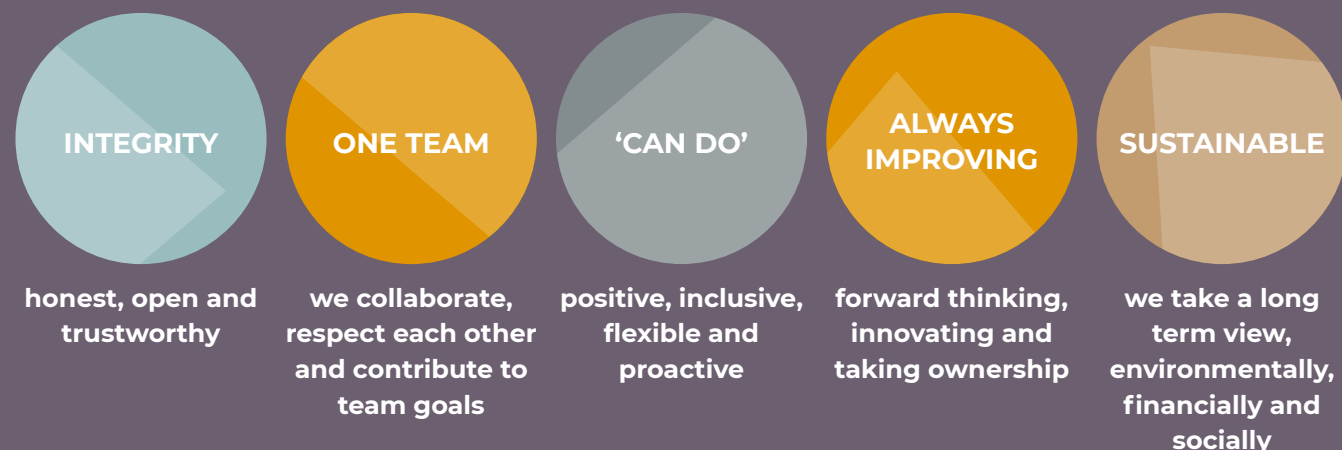 INTEGRITY
honest, open and
trustworthy
ONE TEAM
we collaborate,
respect each other
and contribute to
team goals
‘CAN DO’
positive, inclusive,
flexible and
proactive
ALWAYS
IMPROVING
forward thinking,
innovating and
taking ownership
SUSTAINABLE
we take a long
term view,
environmentally,
financially and
socially